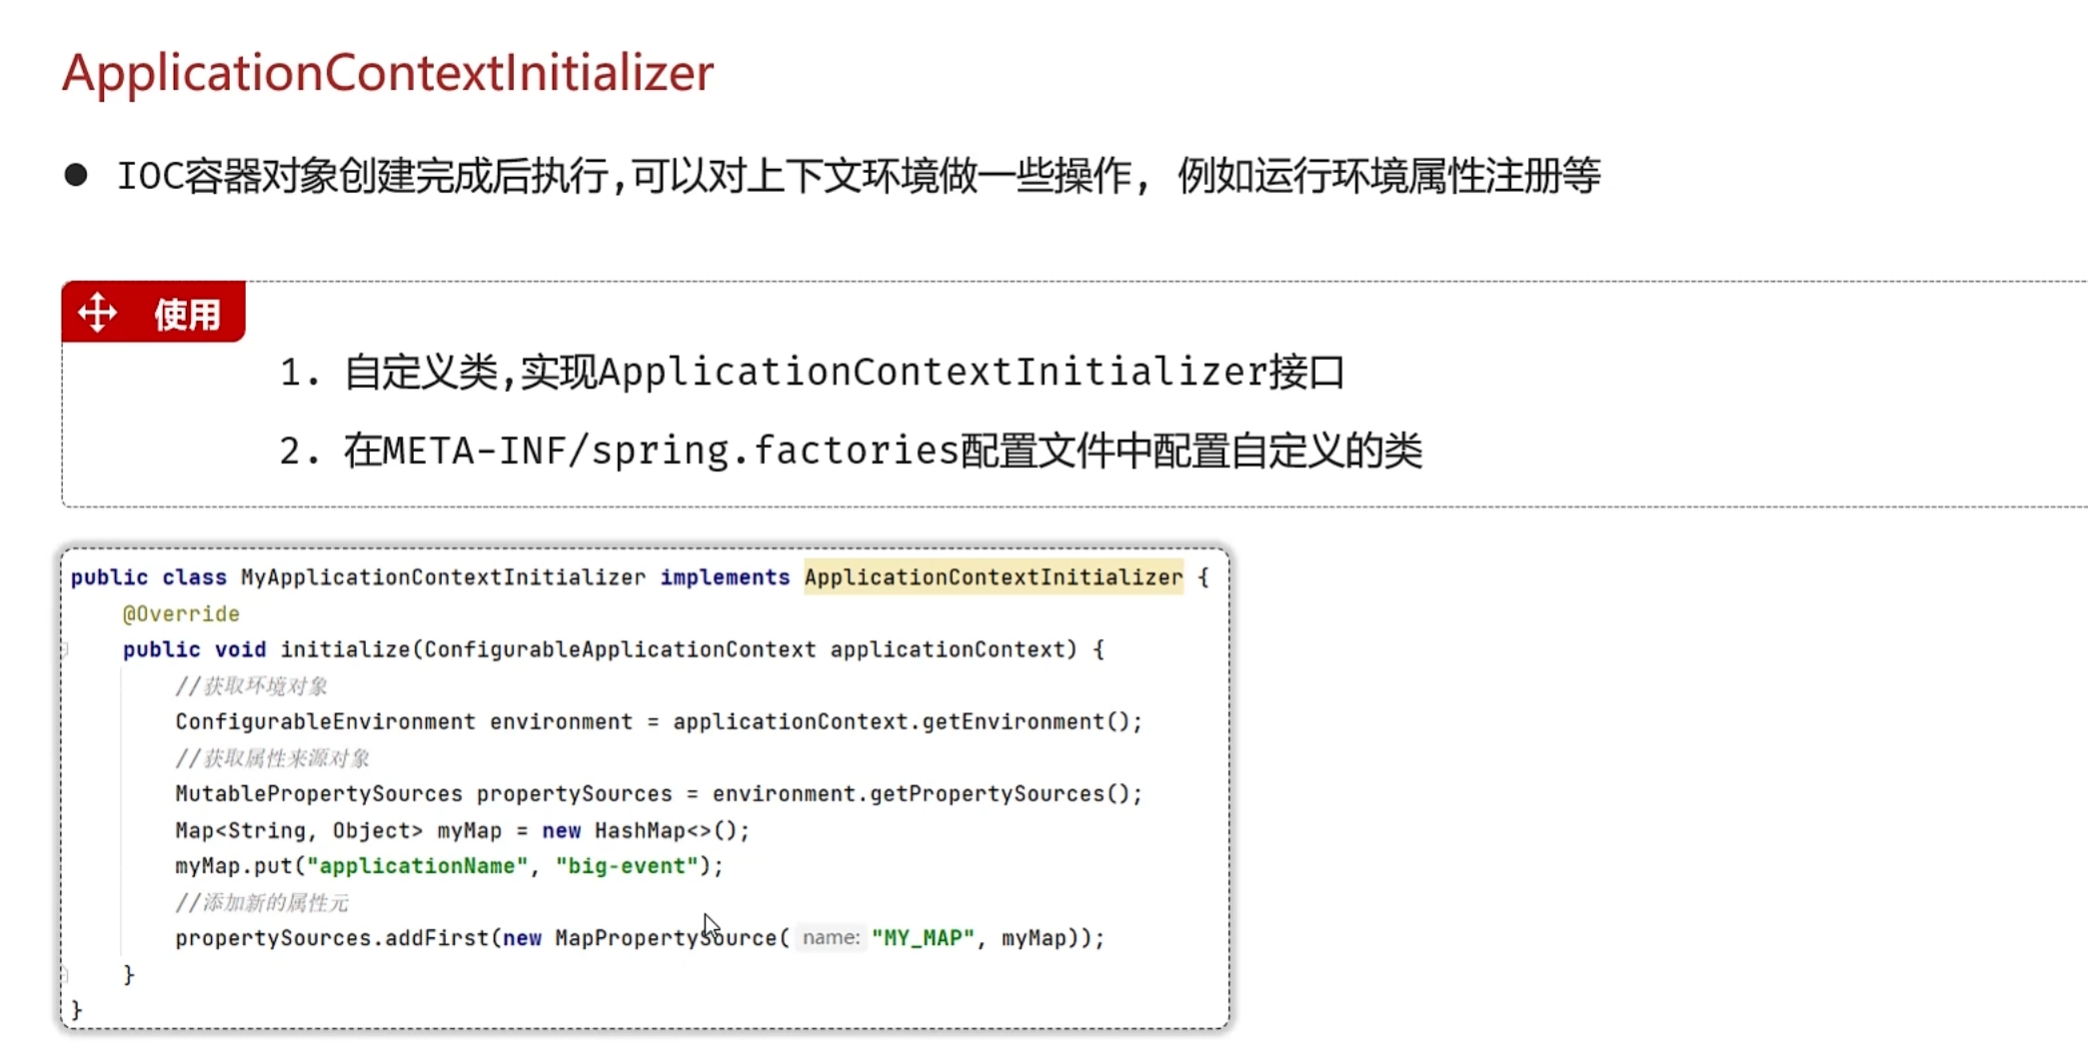 ApplicationContextInitializer
● IOC容器对象创建完成后执行,可以对上下文环境做一些操作, 例如运行环境属性注册等
使用
1. 自定义类,实现ApplicationContextInitializer接口
2. 在META-INF/spring.factories配置文件中配置自定义的类
public class MyApplicationContextInitializer implements ApplicationContextInitializer {
@Override
public void initialize(ConfigurableApplicationContext applicationContext) {
//获取环境对象
ConfigurableEnvironment environment = applicationContext.getEnvironment();
//获取属性来源对象
MutablePropertySources propertySources = environment.getPropertySources();
Map<String, Object> myMap = new HashMap<>();
myMap.put("applicationName", "big-event");
//添加新的属性元
propertySources.addFirst(new MapPropertySource( name: "MY_MAP", myMap));
}
}